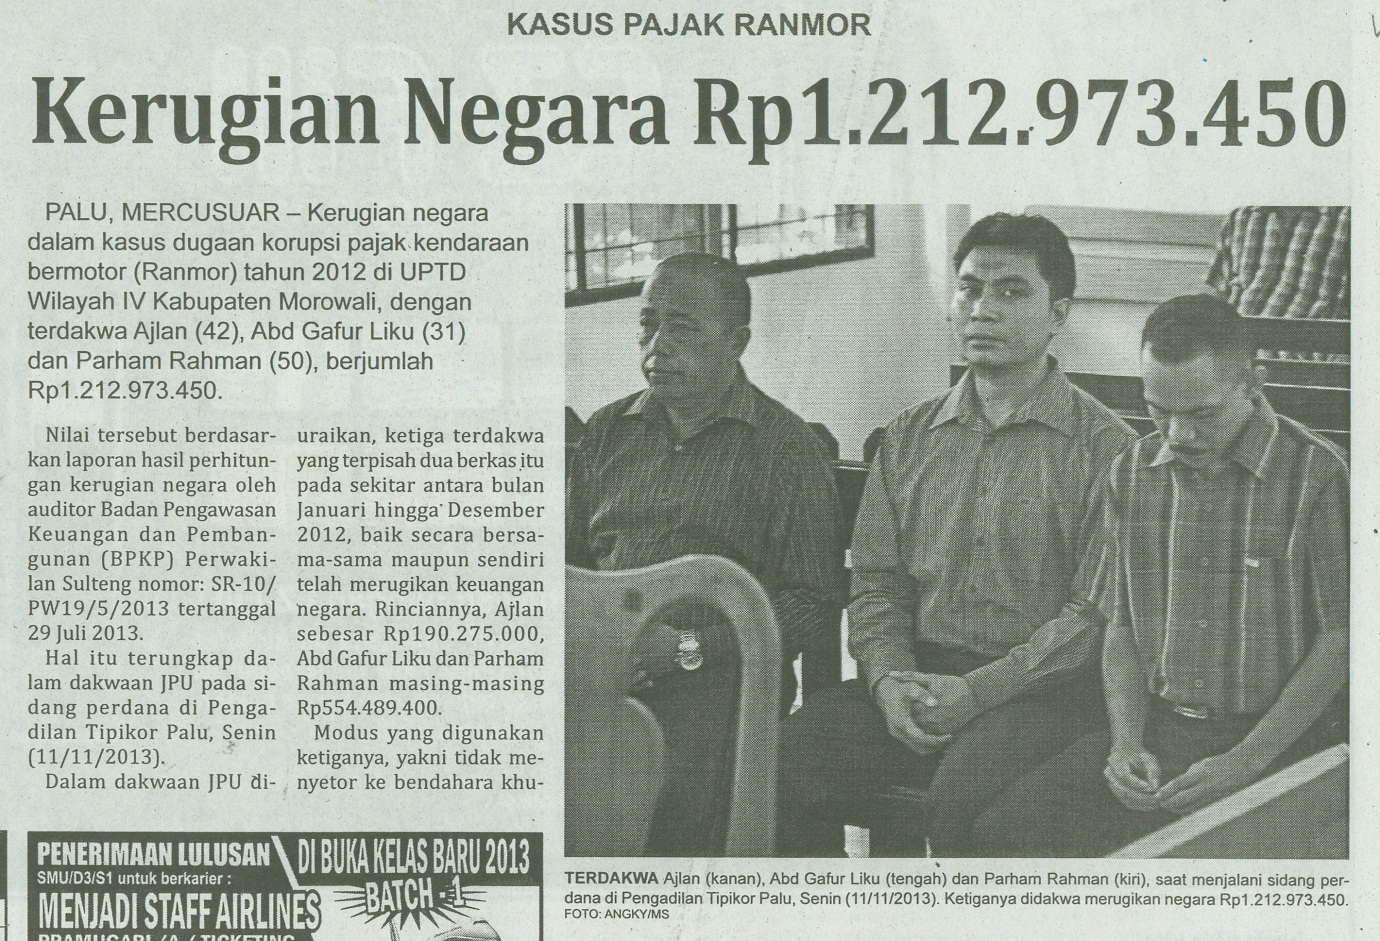 KASUS PAJAK RANMOR
Kerugian Negara Rp1.212.973.450
PALU, MERCUSUAR – Kerugian negara
dalam kasus dugaan korupsi pajak kendaraan
bermotor (Ranmor) tahun 2012 di UPTD
Wilayah IV Kabupaten Morowali, dengan
terdakwa Ajlan (42), Abd Gafur Liku (31)
dan Parham Rahman (50), berjumlah
Rp1.212.973.450.
Nilai tersebut berdasar-
kan laporan hasil perhitun-
gan kerugian negara oleh
auditor Badan Pengawasan
Keuangan dan Pemban-
gunan (BPKP) Perwaki-
lan Sulteng nomor: SR-10/
PW19/5/2013 tertanggal
29 Juli 2013.
Hal itu terungkap da-
lam dakwaan JPU pada si-
dang perdana di Penga-
dilan Tipikor Palu, Senin
(11/11/2013).
Dalam dakwaan JPU di-
uraikan, ketiga terdakwa
yang terpisah dua berkas itu
pada sekitar antara bulan
Januari hingga Desember
2012, baik secara bersa-
ma-sama maupun sendiri
telah merugikan keuangan
negara. Rinciannya, Ajlan
sebesar Rp190.275.000,
Abd Gafur Liku dan Parham
Rahman masing-masing
Rp554.489.400.
Modus yang digunakan
ketiganya, yakni tidak me-
nyetor ke bendahara khu-
TERDAKWA Ajlan (kanan), Abd Gafur Liku (tengah) dan Parham Rahman (kiri), saat menjalani sidang per-
dana di Pengadilan Tipikor Palu, Senin (11/11/2013). Ketiganya didakwa merugikan negara Rp1.212.973.450.
FOTO: ANGKY/MS
PENERIMAAN LULUSAN
SMU/D3/S1 untuk berkarier :
MENJADI STAFF AIRLINES
PRAMUGARI /A / TICKETING
DI BUKA KELAS BARU 2013
BATCH -1